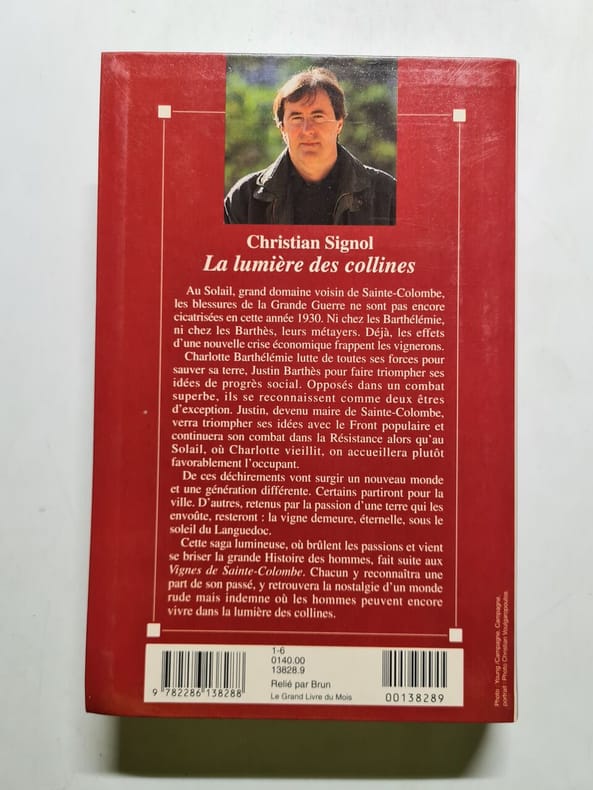 Christian Signol
La lumière des collines
Au Solail, grand domaine voisin de Sainte-Colombe,
les blessures de la Grande Guerre ne sont pas encore
cicatrisées en cette année 1930. Ni chez les Barthélémie,
ni chez les Barthès, leurs métayers. Déjà, les effets
d'une nouvelle crise économique frappent les vignerons.
Charlotte Barthélémie lutte de toutes ses forces pour
sauver sa terre, Justin Barthès pour faire triompher ses
idées de progrès social. Opposés dans un combat
superbe, ils se reconnaissent comme deux êtres
d'exception. Justin, devenu maire de Sainte-Colombe,
verra triompher ses idées avec le Front populaire et
continuera son combat dans la Résistance alors qu'au
Solail, où Charlotte vieillit, on accueillera plutôt
favorablement l'occupant.
De ces déchirements vont surgir un nouveau monde
et une génération différente. Certains partiront pour la
ville. D'autres, retenus par la passion d'une terre qui les
envoûte, resteront : la vigne demeure, éternelle, sous le
soleil du Languedoc.
Cette saga lumineuse, où brûlent les passions et vient
se briser la grande Histoire des hommes, fait suite aux
Vignes de Sainte-Colombe. Chacun y reconnaîtra une
part de son passé, y retrouvera la nostalgie d'un monde
rude mais indemne où les hommes peuvent encore
vivre dans la lumière des collines.
1-6
0140.00
13828.9
Relié par Brun
Le Grand Livre du Mois
9 782286 138288
00138289
Photo : Young /Campagne, Campagne,
portrait : Photo Christian Voulgaropoulos